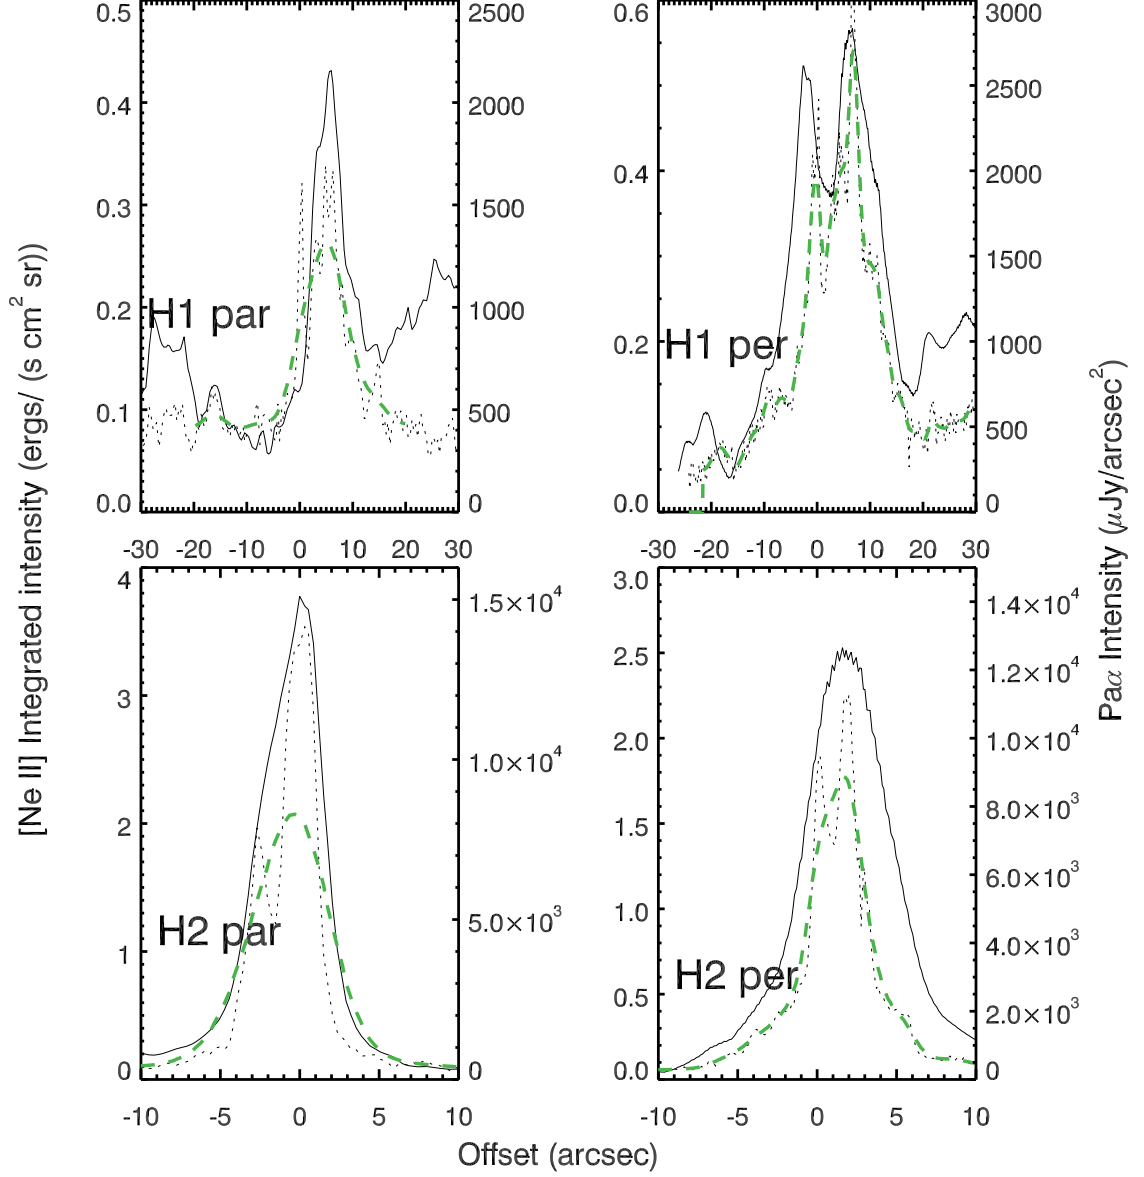 0.5 2500 0.6 3000
0.4 2000 2500
0.3 1500 0.4 2000
0.2 1000 1500
0.2 1000
0.1 500 500
0.0 0 0.0 0
H1 par H1 per
-30 -20 -10 0 10 20 30 -30 -20 -10 0 10 20 30
4 1.5×10⁴ 3.0 1.4×10⁴
3 2.5 1.2×10⁴
1.0×10⁴ 2.0 1.0×10⁴
2 1.5 8.0×10³
5.0×10³ 1.0 6.0×10³
1 4.0×10³
0.5 2.0×10³
0 0 0.0 0
H2 par H2 per
-10 -5 0 5 10 -10 -5 0 5 10
Offset (arcsec)
[Ne II] Integrated intensity (ergs/ (s cm² sr))
Paα Intensity (μJy/arcsec²)